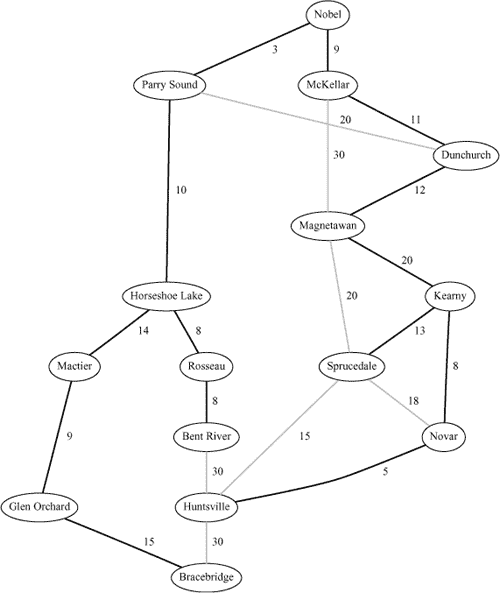 Nobel
3
9
Parry Sound
McKellar
20
11
Dunchurch
30
12
10
Magnetawan
20
Horseshoe Lake
20
Kearny
14
8
13
Mactier
Rosseau
Sprucedale
8
8
18
9
Bent River
15
Novar
30
5
Glen Orchard
Huntsville
15
30
Bracebridge